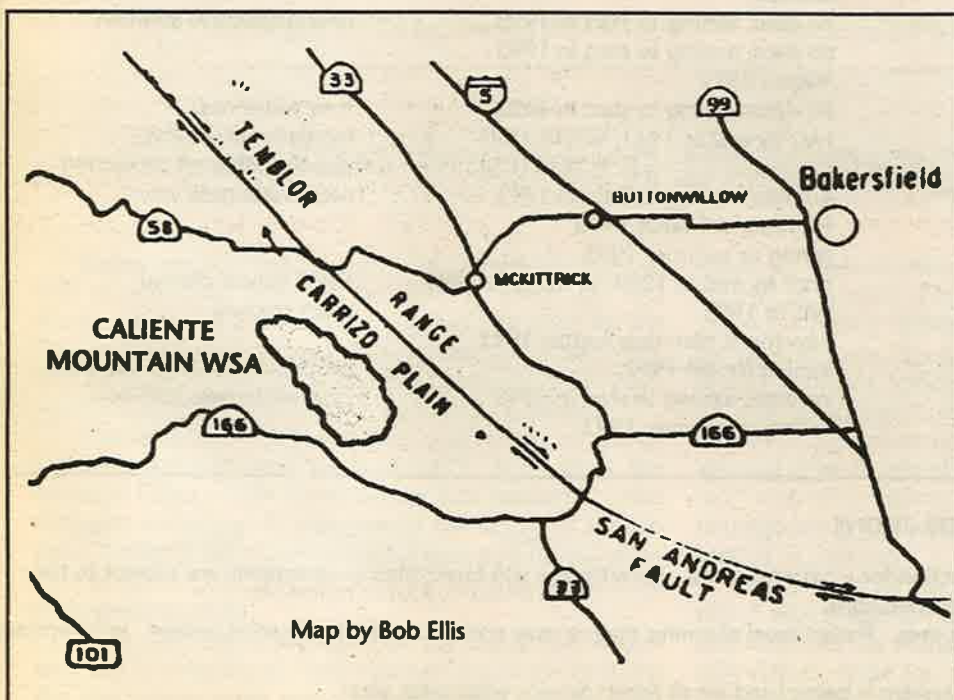 33
5
99
TEMBLOR
Bakersfield
BUTTONWILLOW
58
MCKITTRICK
RANGE
CARRIZO
PLAIN
CALIENTE
MOUNTAIN WSA
166
166
SAN ANDREAS
FAULT
Map by Bob Ellis
101